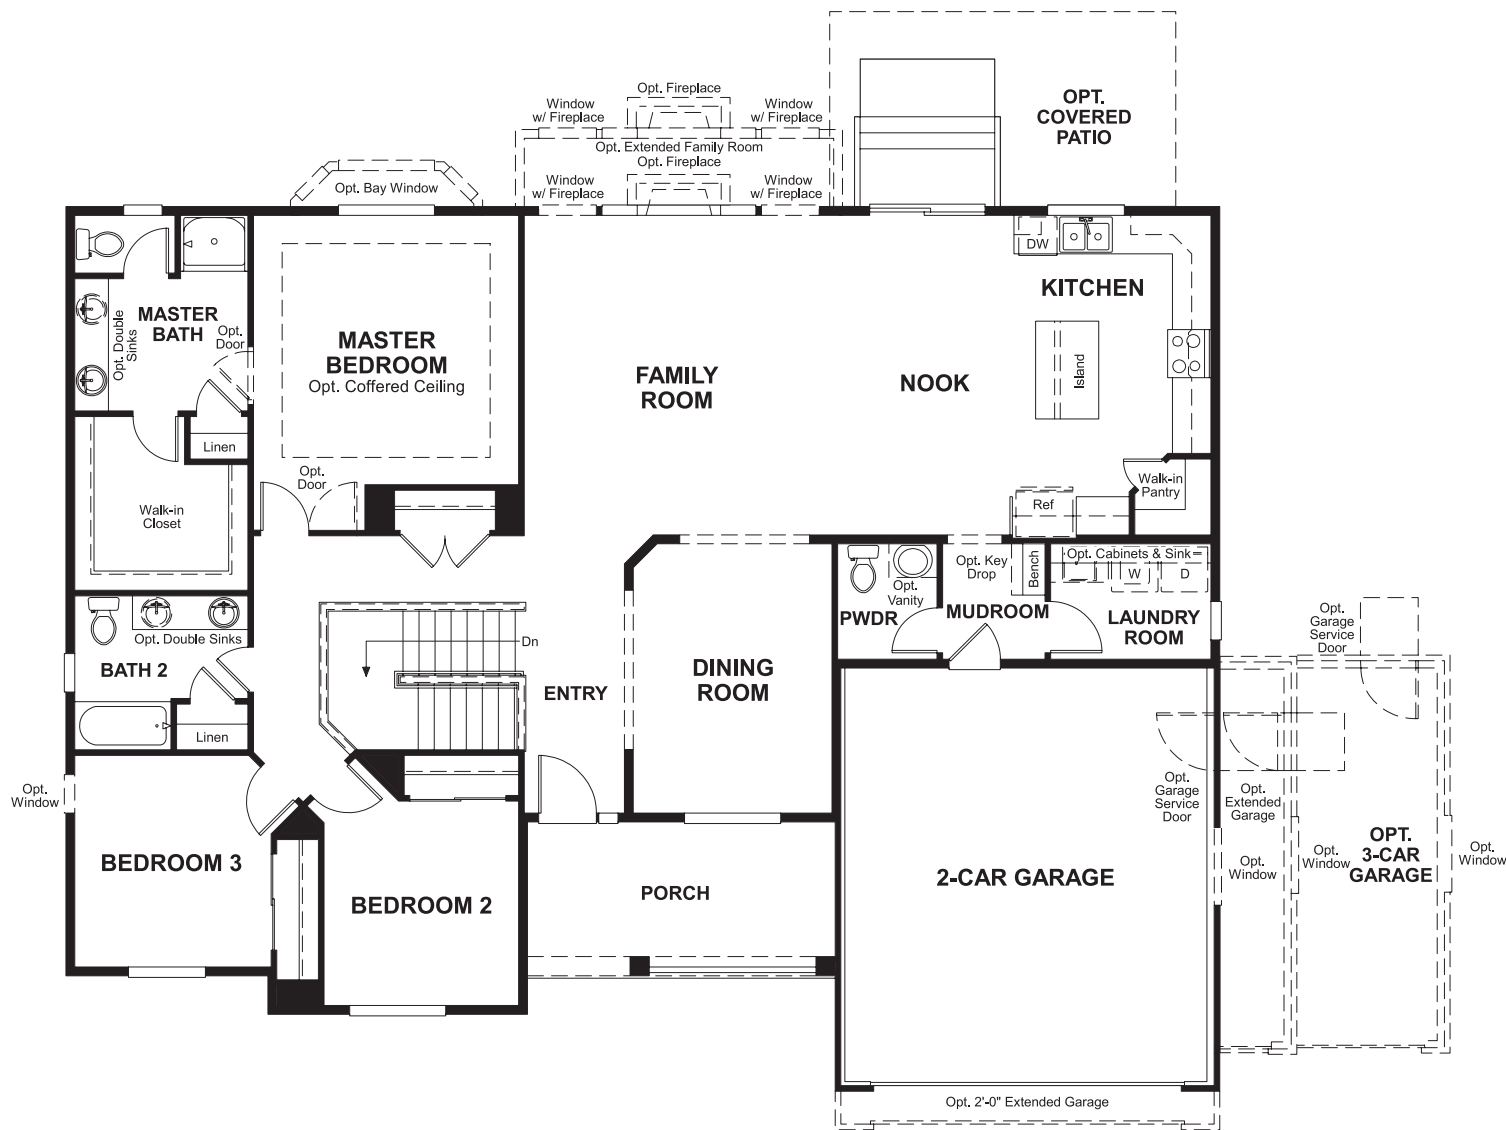 OPT.
COVERED
PATIO
Opt. Fireplace
Window
w/ Fireplace
Window
w/ Fireplace
Opt. Extended Family Room
Opt. Fireplace
Window
w/ Fireplace
Window
w/ Fireplace
Opt. Bay Window
DW
KITCHEN
MASTER
BATH
Opt. Double
Sinks
Opt.
Door
MASTER
BEDROOM
Opt. Coffered Ceiling
FAMILY
ROOM
NOOK
Island
Linen
Opt.
Door
Walk-in
Closet
Walk-in
Pantry
Ref
Opt. Cabinets & Sink
W
D
Opt. Key
Drop
Bench
Opt.
Vanity
PWDR
MUDROOM
LAUNDRY
ROOM
Opt.
Garage
Service
Door
Opt. Double Sinks
BATH 2
Dn
ENTRY
DINING
ROOM
Linen
Opt.
Window
Opt.
Garage
Service
Door
Opt.
Extended
Garage
BEDROOM 3
BEDROOM 2
PORCH
2-CAR GARAGE
Opt.
Window
Opt.
Window
OPT.
3-CAR
GARAGE
Opt.
Window
Opt. 2'-0" Extended Garage